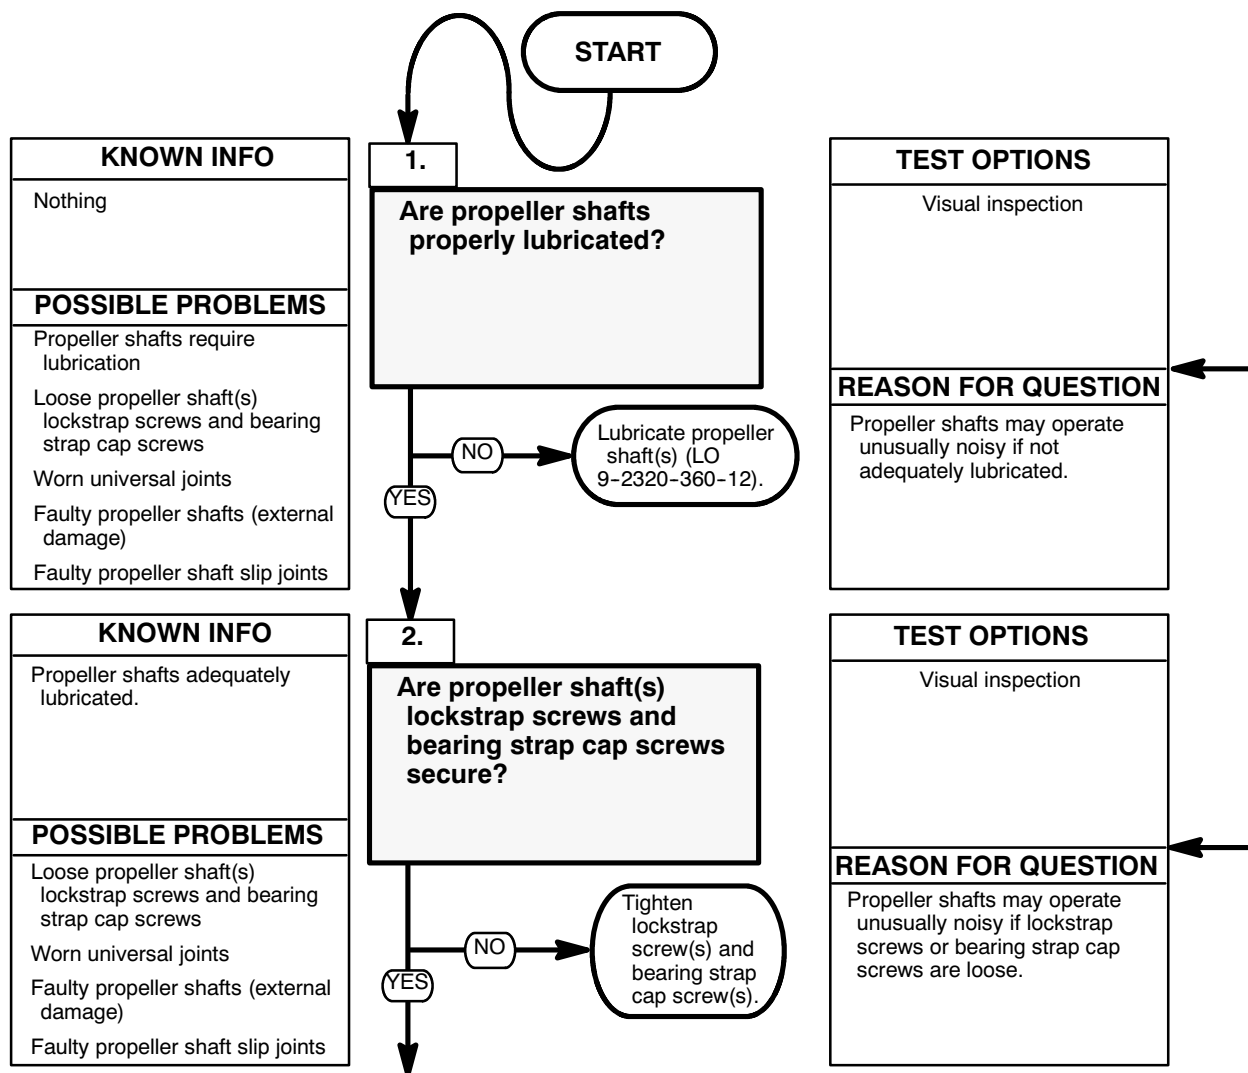 START
KNOWN INFO
Nothing
POSSIBLE PROBLEMS
Propeller shafts require
lubrication
Loose propeller shaft(s)
lockstrap screws and bearing
strap cap screws
Worn universal joints
Faulty propeller shafts (external
damage)
Faulty propeller shaft slip joints
1.
Are propeller shafts
properly lubricated?
NO
Lubricate propeller
shaft(s) (LO
9-2320-360-12).
YES
TEST OPTIONS
Visual inspection
REASON FOR QUESTION
Propeller shafts may operate
unusually noisy if not
adequately lubricated.
KNOWN INFO
Propeller shafts adequately
lubricated.
POSSIBLE PROBLEMS
Loose propeller shaft(s)
lockstrap screws and bearing
strap cap screws
Worn universal joints
Faulty propeller shafts (external
damage)
Faulty propeller shaft slip joints
2.
Are propeller shaft(s)
lockstrap screws and
bearing strap cap screws
secure?
NO
Tighten
lockstrap
screw(s) and
bearing strap
cap screw(s).
YES
TEST OPTIONS
Visual inspection
REASON FOR QUESTION
Propeller shafts may operate
unusually noisy if lockstrap
screws or bearing strap cap
screws are loose.